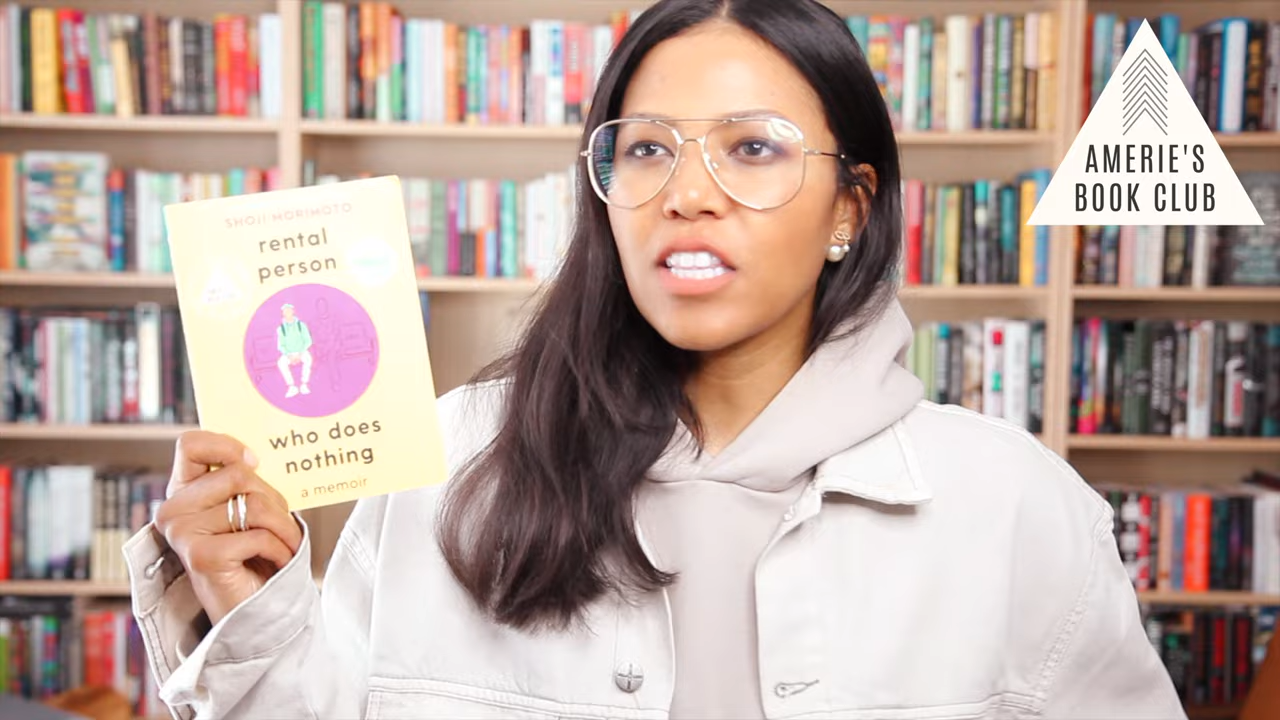 SHOJI MORIMOTO
rental
person
who does
nothing
a memoir
AMERIE'S
BOOK CLUB